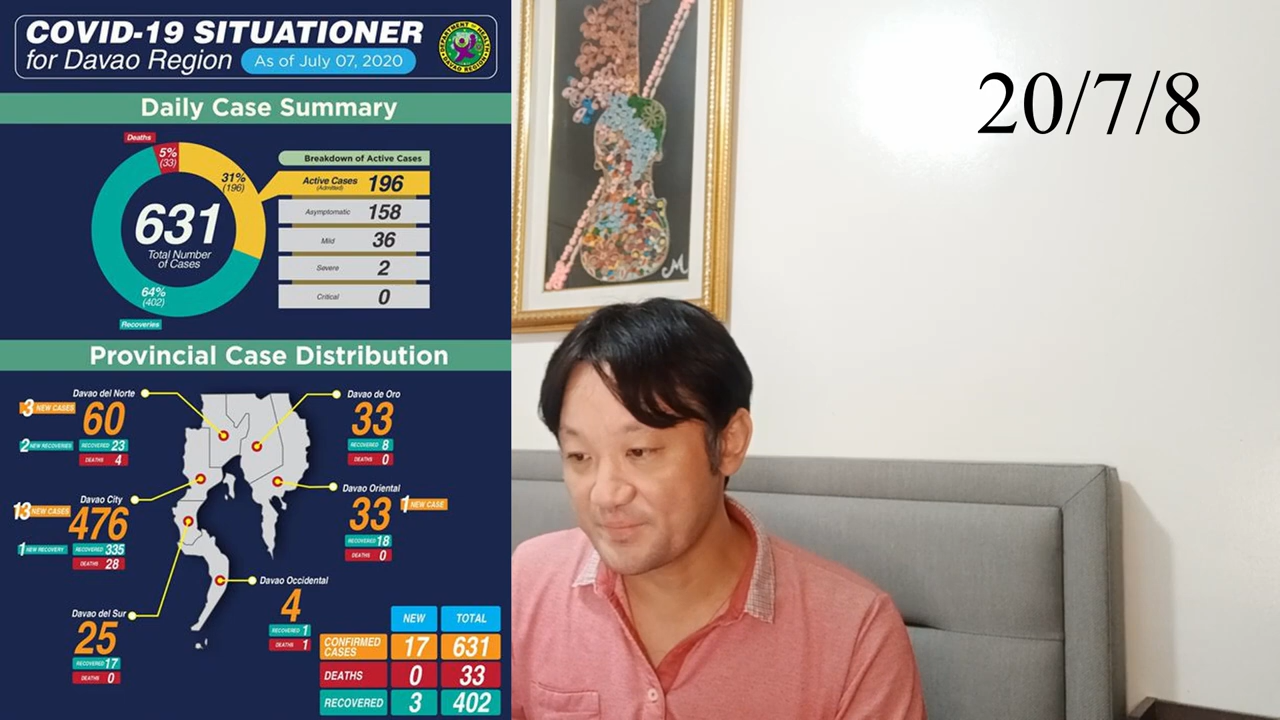 COVID-19 SITUATIONER
for Davao Region As of July 07, 2020
Daily Case Summary
Deaths
5%
(33)
31%
(196)
631
Total Number
of Cases
64%
(402)
Recoveries
Breakdown of Active Cases
Active Cases 196
(Admitted)
Asymptomatic 158
Mild 36
Severe 2
Critical 0
Provincial Case Distribution
Davao del Norte
3 NEW CASES
60
2 NEW RECOVERIES RECOVERED 23
DEATHS 4
Davao de Oro
33
RECOVERED 8
DEATHS 0
Davao City
13 NEW CASES
476
1 NEW RECOVERY RECOVERED 335
DEATHS 28
Davao Oriental
33 1 NEW CASE
RECOVERED 18
DEATHS 0
Davao Occidental
4
RECOVERED 1
DEATHS 1
Davao del Sur
25
RECOVERED 17
DEATHS 0
NEW TOTAL
CONFIRMED CASES 17 631
DEATHS 0 33
RECOVERED 3 402
20/7/8
M